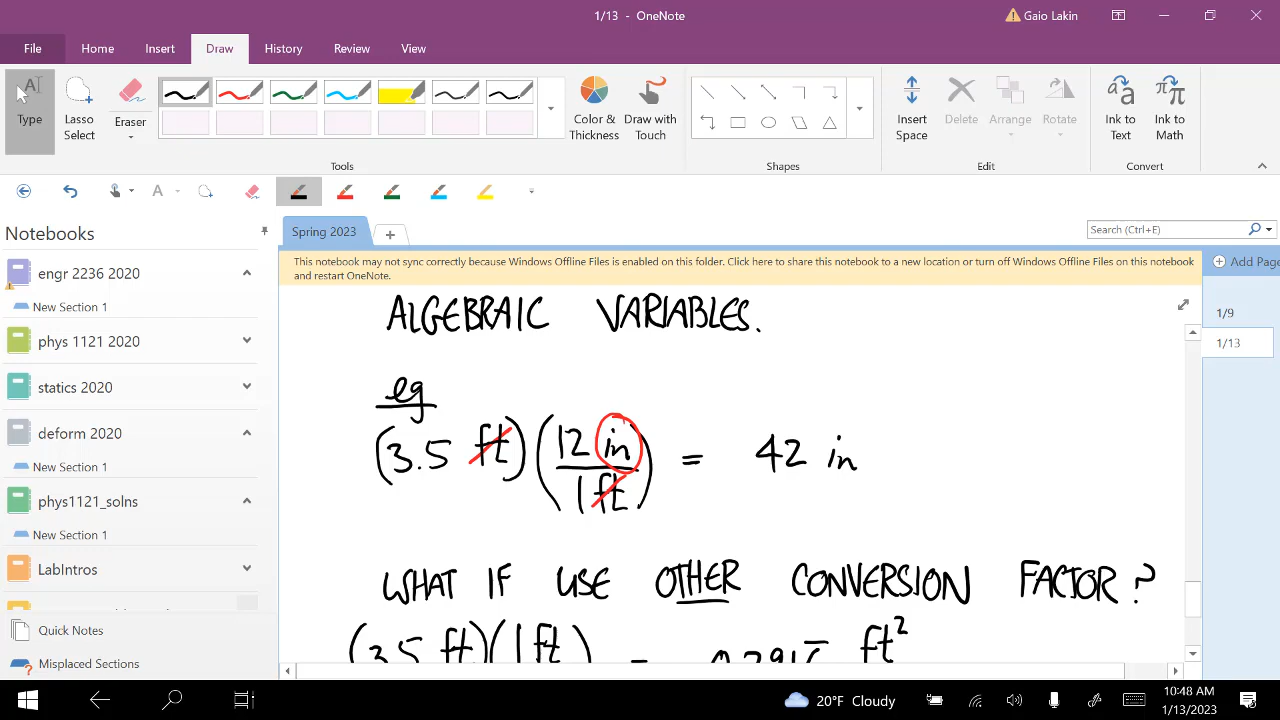 1/13 - OneNote
Gaio Lakin
File Home Insert Draw History Review View
Type
Lasso Select
Eraser
Color & Thickness
Draw with Touch
Insert Space
Delete
Arrange
Rotate
Ink to Text
Ink to Math
Tools
Shapes
Edit
Convert
Notebooks
Spring 2023
Search (Ctrl+E)
This notebook may not sync correctly because Windows Offline Files is enabled on this folder. Click here to share this notebook to a new location or turn off Windows Offline Files on this notebook
and restart OneNote.
Add Page
1/9
1/13
engr 2236 2020
New Section 1
phys 1121 2020
statics 2020
deform 2020
New Section 1
phys1121_solns
New Section 1
LabIntros
Quick Notes
Misplaced Sections
ALGEBRAIC VARIABLES.
eg
(3.5 ft)(12 in / 1 ft) = 42 in
WHAT IF USE OTHER CONVERSION FACTOR?
(3.5 ft)(1 ft) = ft²
20°F Cloudy
10:48 AM
1/13/2023